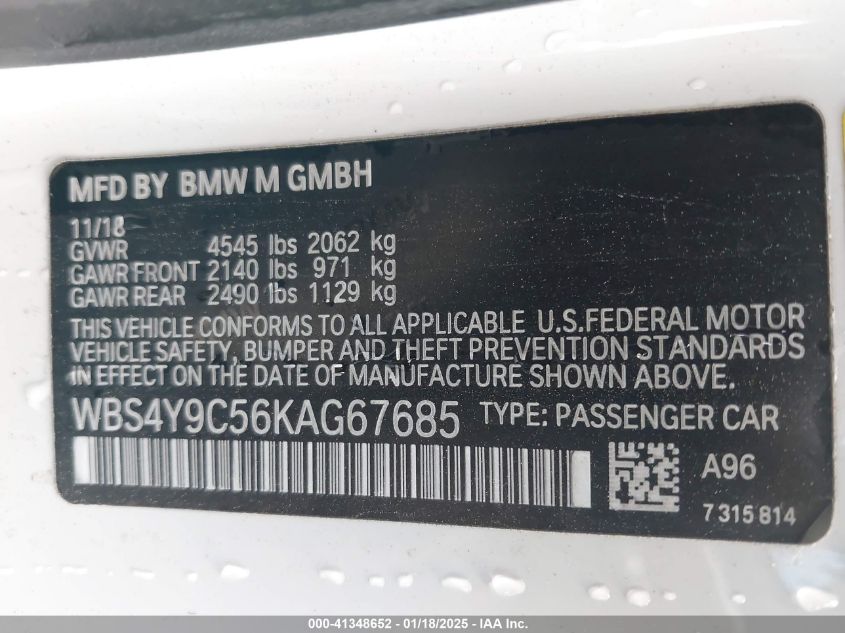 MFD BY BMW M GMBH
11/18
GVWR 4545 lbs 2062 kg
GAWR FRONT 2140 lbs 971 kg
GAWR REAR 2490 lbs 1129 kg
THIS VEHICLE CONFORMS TO ALL APPLICABLE U.S.FEDERAL MOTOR
VEHICLE SAFETY, BUMPER AND THEFT PREVENTION STANDARDS
IN EFFECT ON THE DATE OF MANUFACTURE SHOWN ABOVE.
WBS4Y9C56KAG67685 TYPE: PASSENGER CAR
A96
7 315 814
000-41348652 - 01/18/2025 - IAA Inc.